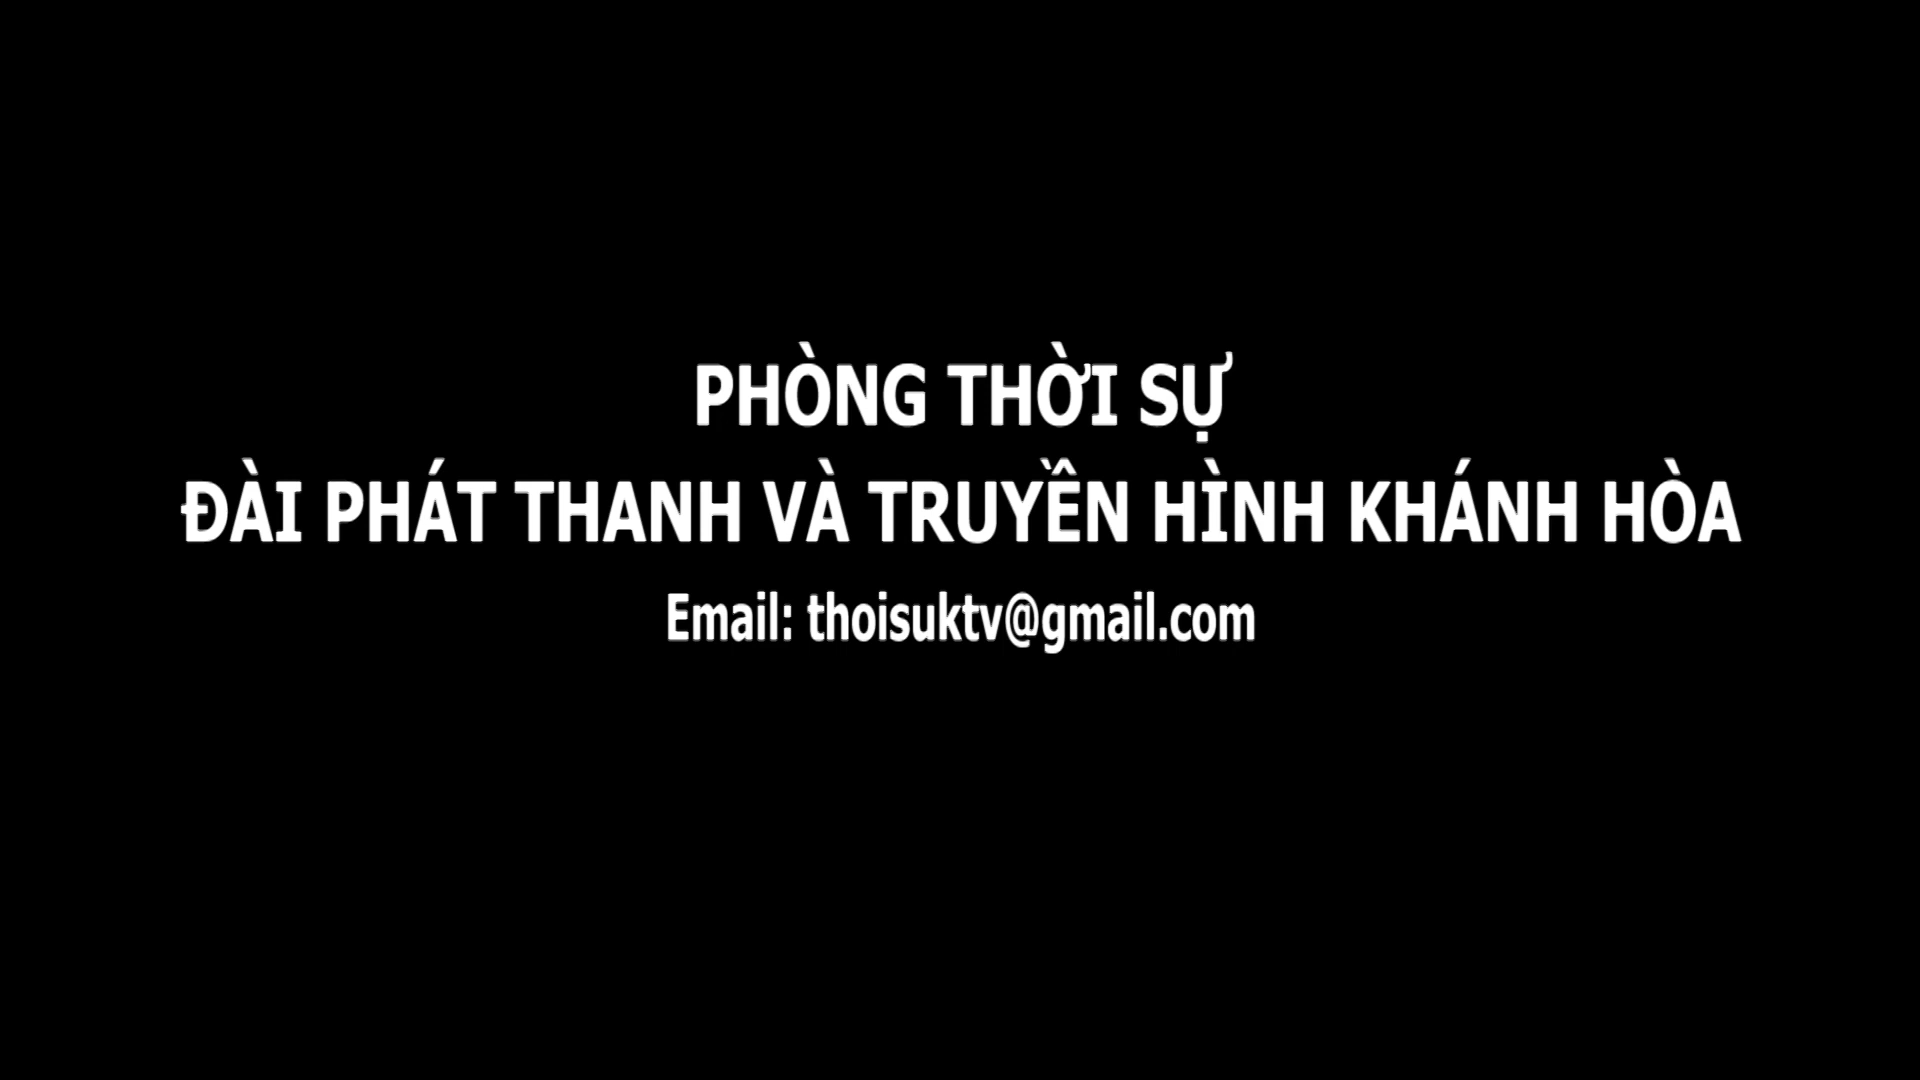 PHÒNG THỜI SỰ
ĐÀI PHÁT THANH VÀ TRUYỀN HÌNH KHÁNH HÒA
Email: thoisuktv@gmail.com